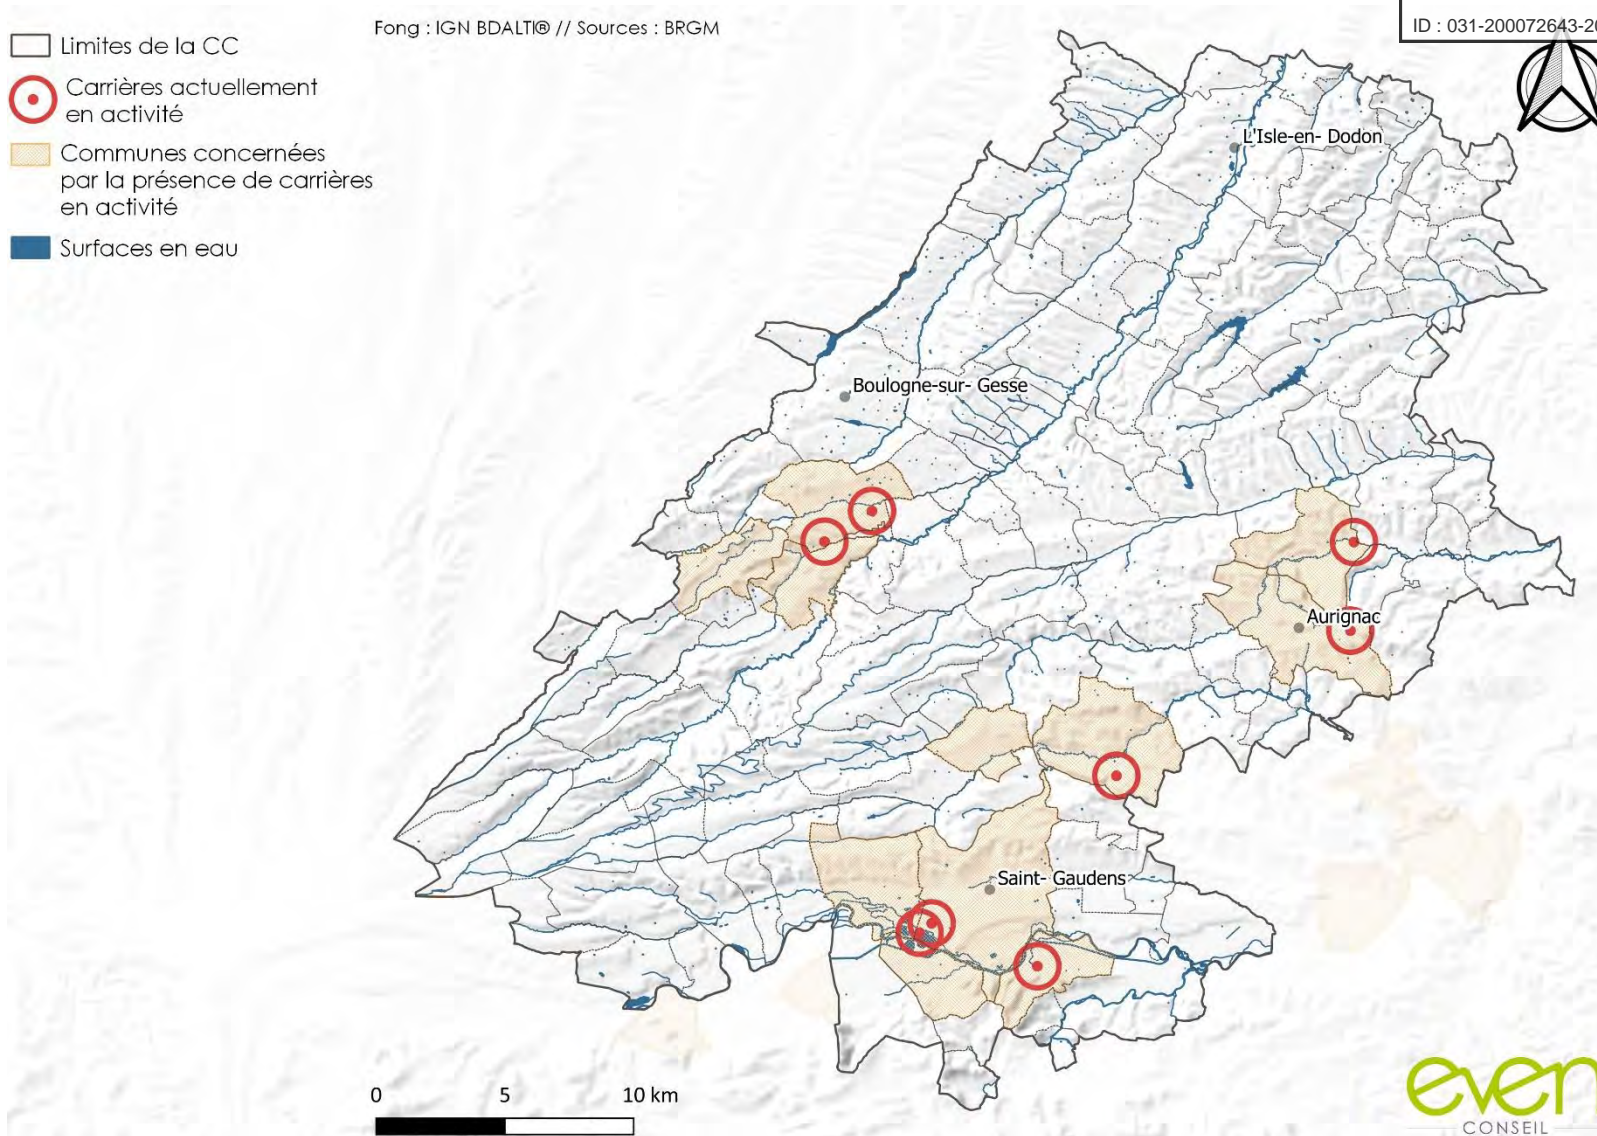 Fong : IGN BDALTI® // Sources : BRGM
ID : 031-200072643-20
Limites de la CC
Carrières actuellement
en activité
Communes concernées
par la présence de carrières
en activité
Surfaces en eau
L'Isle-en- Dodon
Boulogne-sur- Gesse
Aurignac
Saint- Gaudens
0 5 10 km
even
CONSEIL